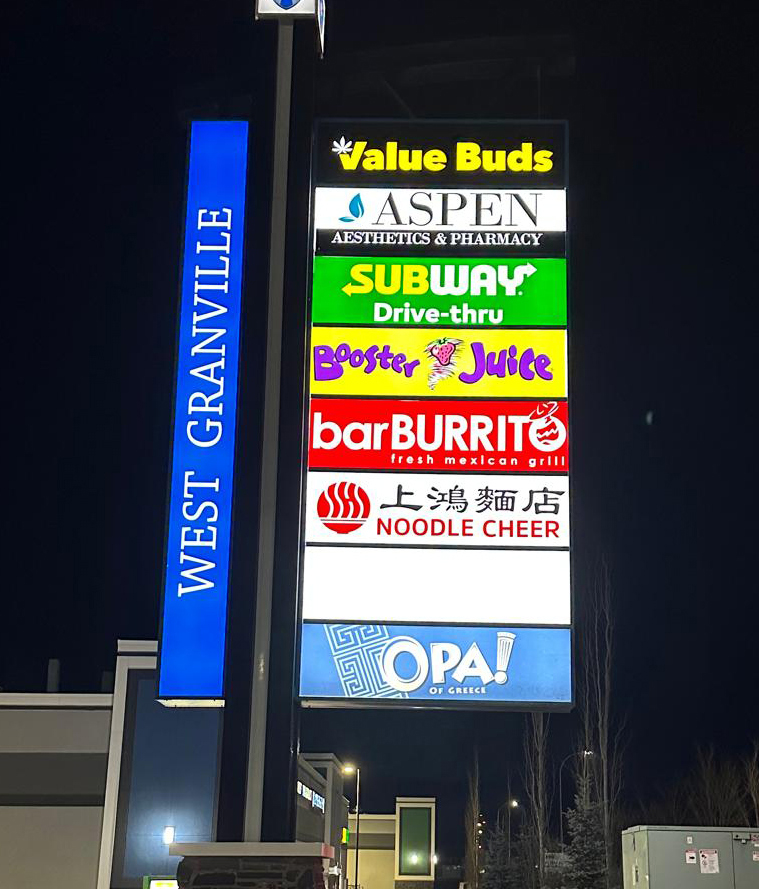 WEST GRANVILLE
Value Buds
ASPEN
AESTHETICS & PHARMACY
SUBWAY
Drive-thru
Booster Juice
barBURRITO
fresh mexican grill
上鴻麵店
NOODLE CHEER
OPA!
OF GREECE